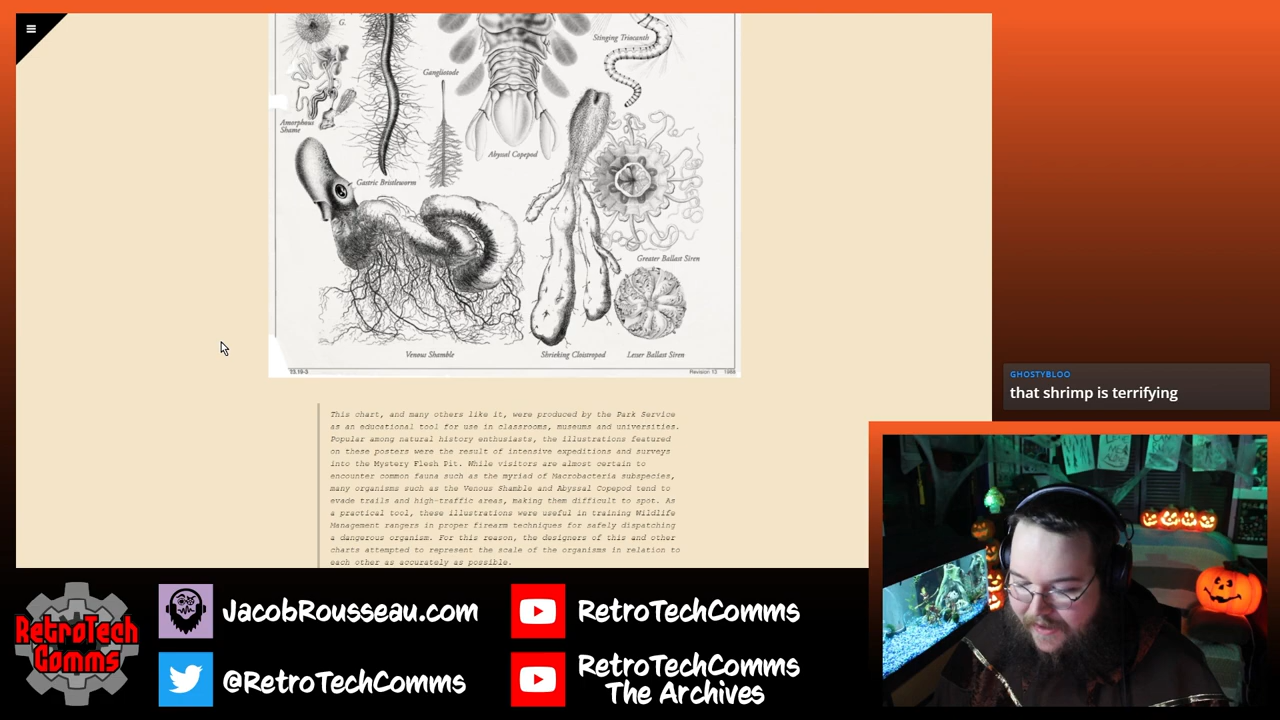 G.
Stinging Triocanth
Gangliotode
Amorphous
Shame
Abyssal Copepod
Gastric Bristleworm
Greater Ballast Siren
Venous Shamble
Shrieking Cloistropod
Lesser Ballast Siren
Revision 13
This chart, and many others like it, were produced by the Park Service
as an educational tool for use in classrooms, museums and universities.
Popular among natural history enthusiasts, the illustrations featured
on these posters were the result of intensive expeditions and surveys
into the Mystery Flesh Pit. While visitors are almost certain to
encounter common fauna such as the myriad of Macrobacteria subspecies,
many organisms such as the Venous Shamble and Abyssal Copepod tend to
evade trails and high-traffic areas, making them difficult to spot. As
a practical tool, these illustrations were useful in training Wildlife
Management rangers in proper firearm techniques for safely dispatching
a dangerous organism. For this reason, the designers of this and other
charts attempted to represent the scale of the organisms in relation to
each other as accurately as possible.
GHOSTYBLOO
that shrimp is terrifying
RetroTech
Comms
JacobRousseau.com
RetroTechComms
@RetroTechComms
RetroTechComms
The Archives